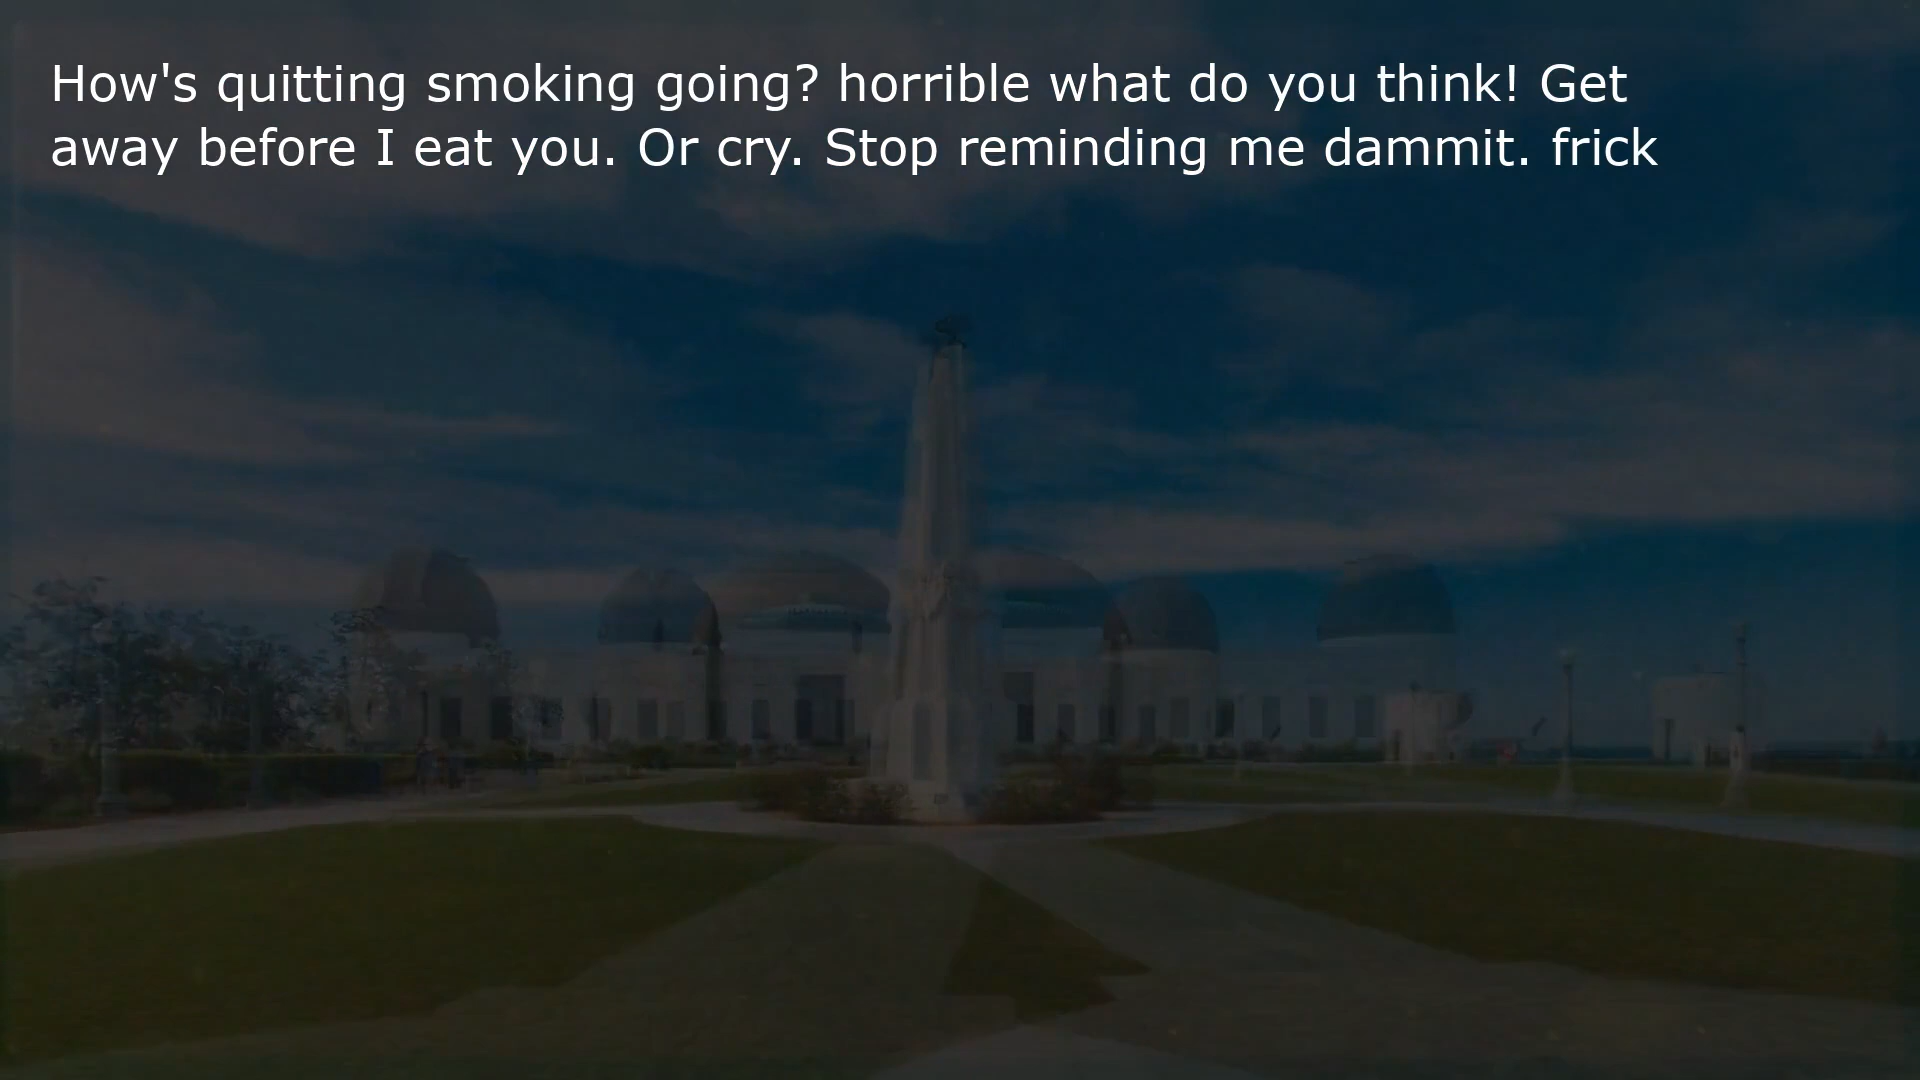 How's quitting smoking going? horrible what do you think! Get
away before I eat you. Or cry. Stop reminding me dammit. frick